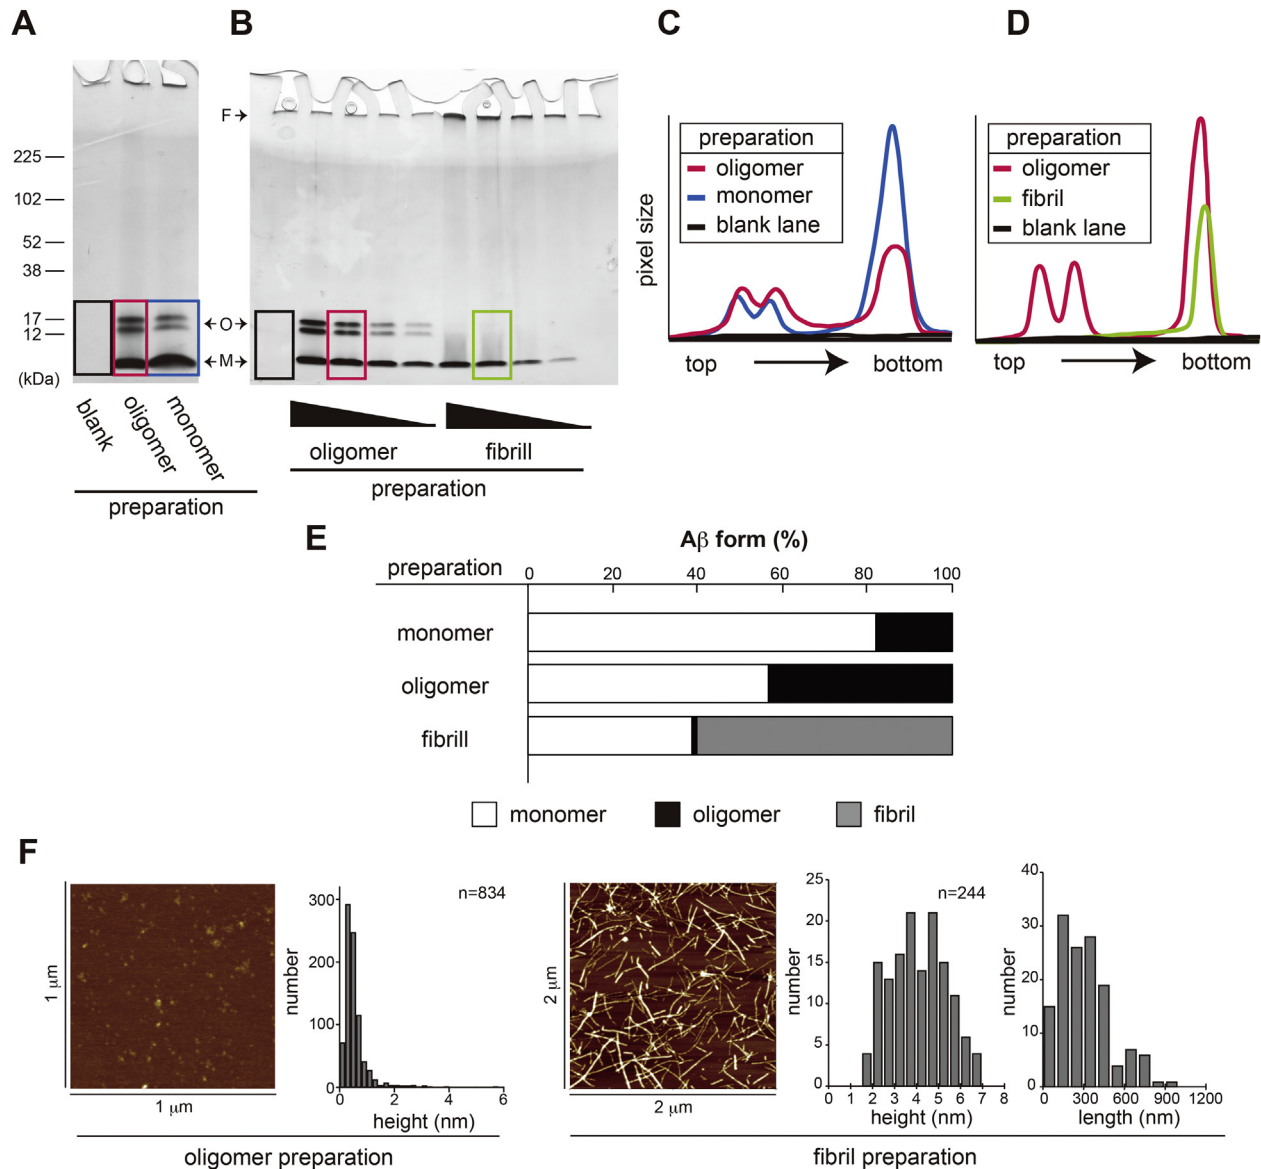 A
B
C
D
F
225
102
52
38
17
12
(kDa)
O
M
blank
oligomer
monomer
preparation
oligomer
fibrill
preparation
pixel size
preparation
oligomer
monomer
blank lane
top
bottom
preparation
oligomer
fibril
blank lane
top
bottom
E
Aβ form (%)
preparation
0 20 40 60 80 100
monomer
oligomer
fibrill
monomer oligomer fibril
F
1 μm
1 μm
number
300
200
100
0
n=834
0 2 4 6
height (nm)
oligomer preparation
2 μm
2 μm
number
25
20
15
10
5
0
n=244
0 1 2 3 4 5 6 7 8
height (nm)
number
40
30
20
10
0
0 300 600 900 1200
length (nm)
fibril preparation